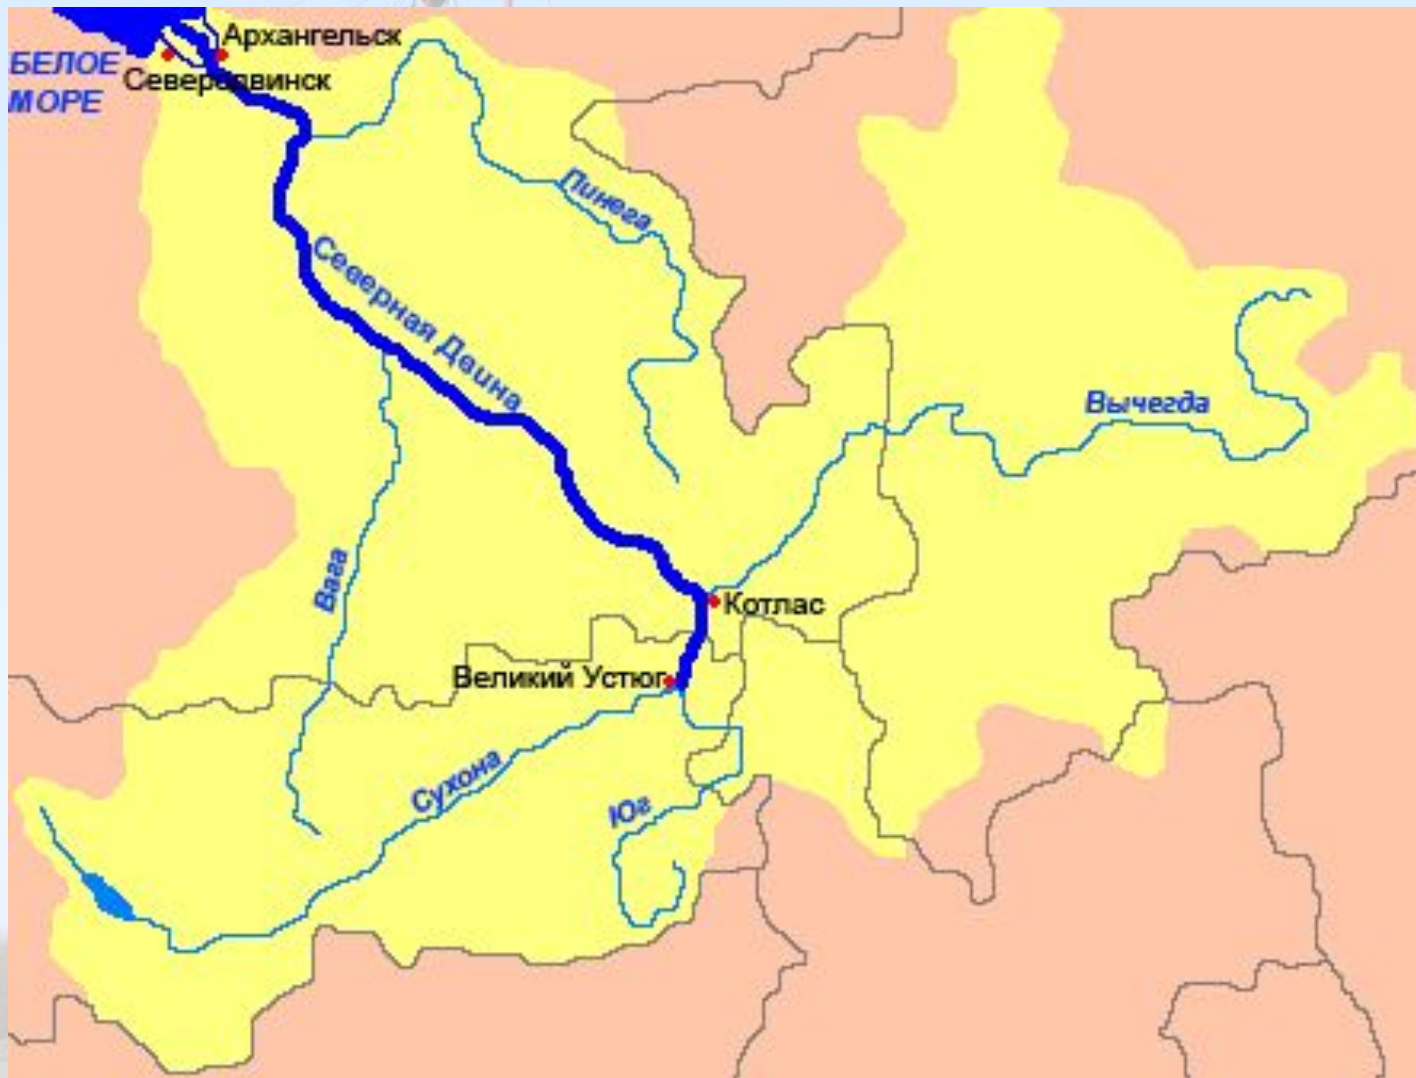 Архангельск
БЕЛОЕ
МОРЕ
Северодвинск
Пинега
Северная Двина
Вычегда
Вага
Котлас
Великий Устюг
Сухона
Юг